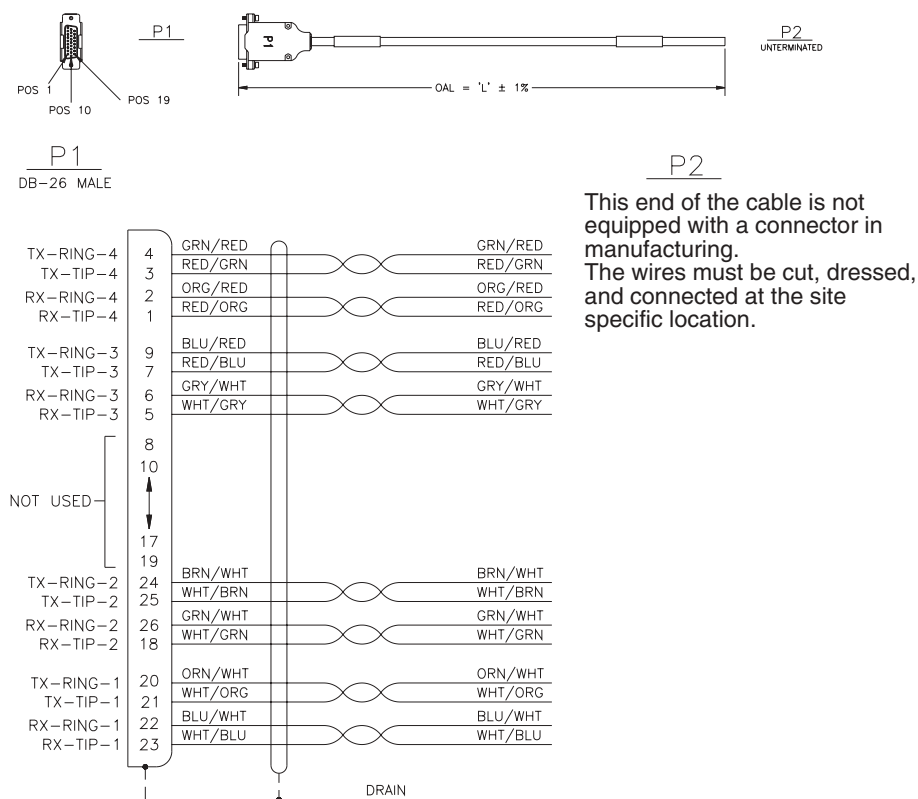 P1
P1
P2
UNTERMINATED
POS 1
POS 10
POS 19
OAL = 'L' ± 1%
P1
DB-26 MALE
P2
This end of the cable is not
equipped with a connector in
manufacturing.
The wires must be cut, dressed,
and connected at the site
specific location.
TX-RING-4 4 GRN/RED GRN/RED
TX-TIP-4 3 RED/GRN RED/GRN
RX-RING-4 2 ORG/RED ORG/RED
RX-TIP-4 1 RED/ORG RED/ORG
TX-RING-3 9 BLU/RED BLU/RED
TX-TIP-3 7 RED/BLU RED/BLU
RX-RING-3 6 GRY/WHT GRY/WHT
RX-TIP-3 5 WHT/GRY WHT/GRY
8
10
NOT USED
17
19
TX-RING-2 24 BRN/WHT BRN/WHT
TX-TIP-2 25 WHT/BRN WHT/BRN
RX-RING-2 26 GRN/WHT GRN/WHT
RX-TIP-2 18 WHT/GRN WHT/GRN
TX-RING-1 20 ORN/WHT ORN/WHT
TX-TIP-1 21 WHT/ORG WHT/ORG
RX-RING-1 22 BLU/WHT BLU/WHT
RX-TIP-1 23 WHT/BLU WHT/BLU
DRAIN